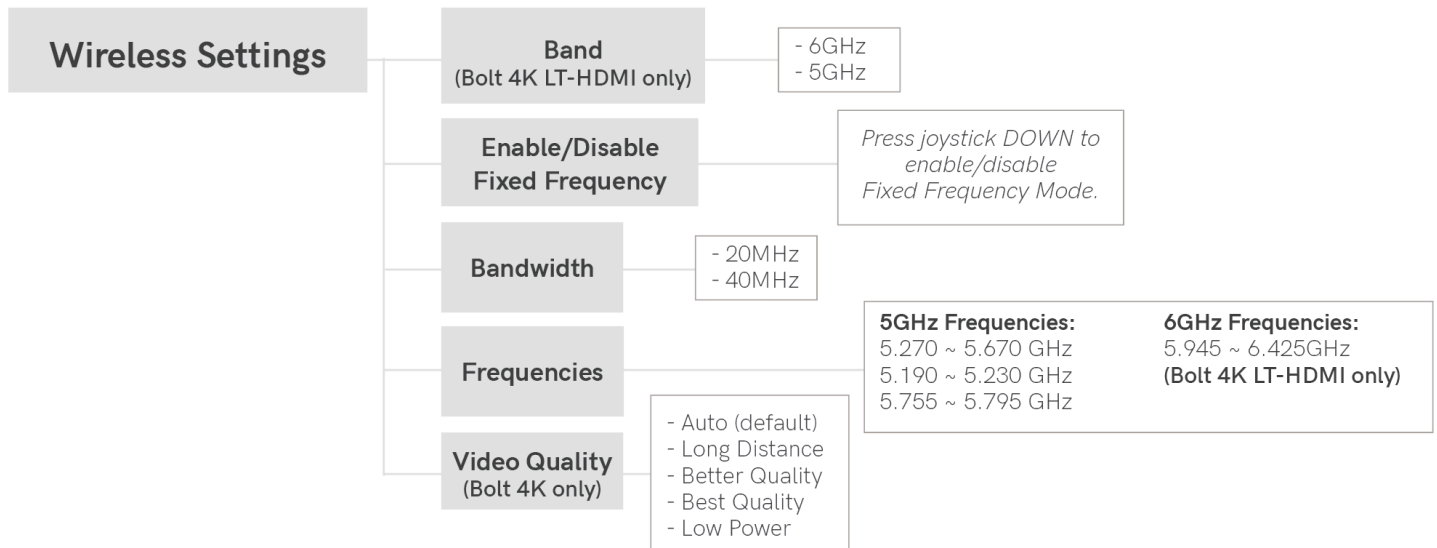 Wireless Settings
Band
(Bolt 4K LT-HDMI only)
- 6GHz
- 5GHz
Enable/Disable
Fixed Frequency
Press joystick DOWN to
enable/disable
Fixed Frequency Mode.
Bandwidth
- 20MHz
- 40MHz
Frequencies
5GHz Frequencies:
5.270 ~ 5.670 GHz
5.190 ~ 5.230 GHz
5.755 ~ 5.795 GHz
6GHz Frequencies:
5.945 ~ 6.425GHz
(Bolt 4K LT-HDMI only)
Video Quality
(Bolt 4K only)
- Auto (default)
- Long Distance
- Better Quality
- Best Quality
- Low Power